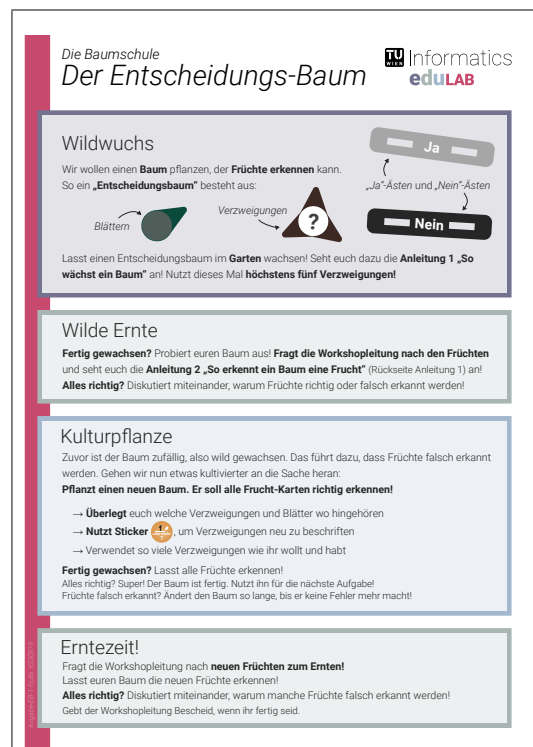 Die Baumschule
Der Entscheidungs-Baum
TU
WIEN
Informatics
eduLAB
Wildwuchs
Wir wollen einen Baum pflanzen, der Früchte erkennen kann.
So ein „Entscheidungsbaum" besteht aus:
Ja
„Ja"-Ästen und „Nein"-Ästen
Nein
Blättern
Verzweigungen
?
Lasst einen Entscheidungsbaum im Garten wachsen! Seht euch dazu die Anleitung 1 „So
wächst ein Baum" an! Nutzt dieses Mal höchstens fünf Verzweigungen!
Wilde Ernte
Fertig gewachsen? Probiert euren Baum aus! Fragt die Workshopleitung nach den Früchten
und seht euch die Anleitung 2 „So erkennt ein Baum eine Frucht" (Rückseite Anleitung 1) an!
Alles richtig? Diskutiert miteinander, warum Früchte richtig oder falsch erkannt werden!
Kulturpflanze
Zuvor ist der Baum zufällig, also wild gewachsen. Das führt dazu, dass Früchte falsch erkannt
werden. Gehen wir nun etwas kultivierter an die Sache heran:
Pflanzt einen neuen Baum. Er soll alle Frucht-Karten richtig erkennen!
→ Überlegt euch welche Verzweigungen und Blätter wo hingehören
→ Nutzt Sticker , um Verzweigungen neu zu beschriften
→ Verwendet so viele Verzweigungen wie ihr wollt und habt
Fertig gewachsen? Lasst alle Früchte erkennen!
Alles richtig? Super! Der Baum ist fertig. Nutzt ihn für die nächste Aufgabe!
Früchte falsch erkannt? Ändert den Baum so lange, bis er keine Fehler mehr macht!
Erntezeit!
Fragt die Workshopleitung nach neuen Früchten zum Ernten!
Lasst euren Baum die neuen Früchte erkennen!
Alles richtig? Diskutiert miteinander, warum manche Früchte falsch erkannt werden!
Gebt der Workshopleitung Bescheid, wenn ihr fertig seid.